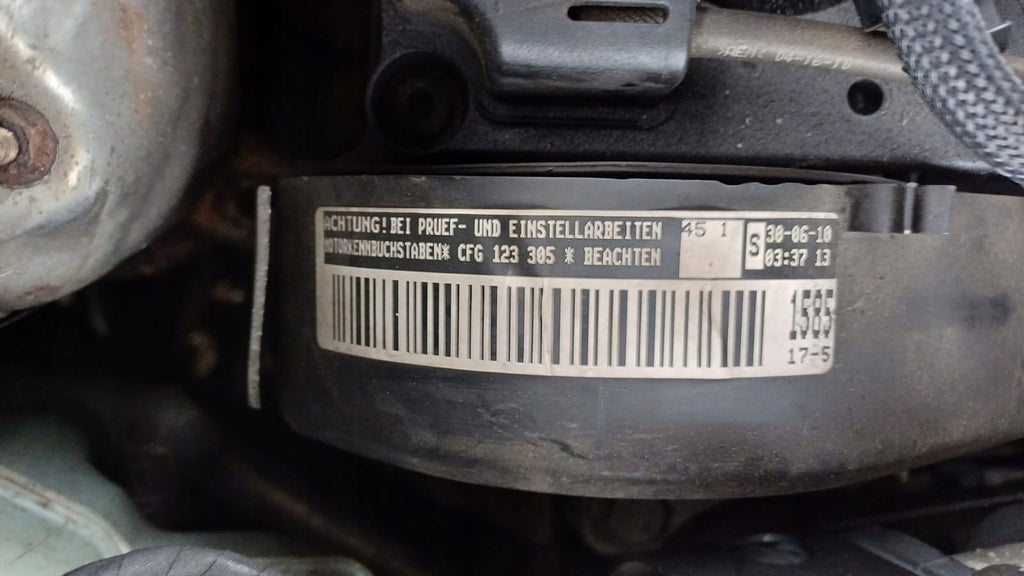 ACHTUNG! BEI PRUEF- UND EINSTELLARBEITEN
MOTORKENNBUCHSTABEN* CFG 123 305 * BEACHTEN
45 1
S
30-06-10
03:37 13
17-5